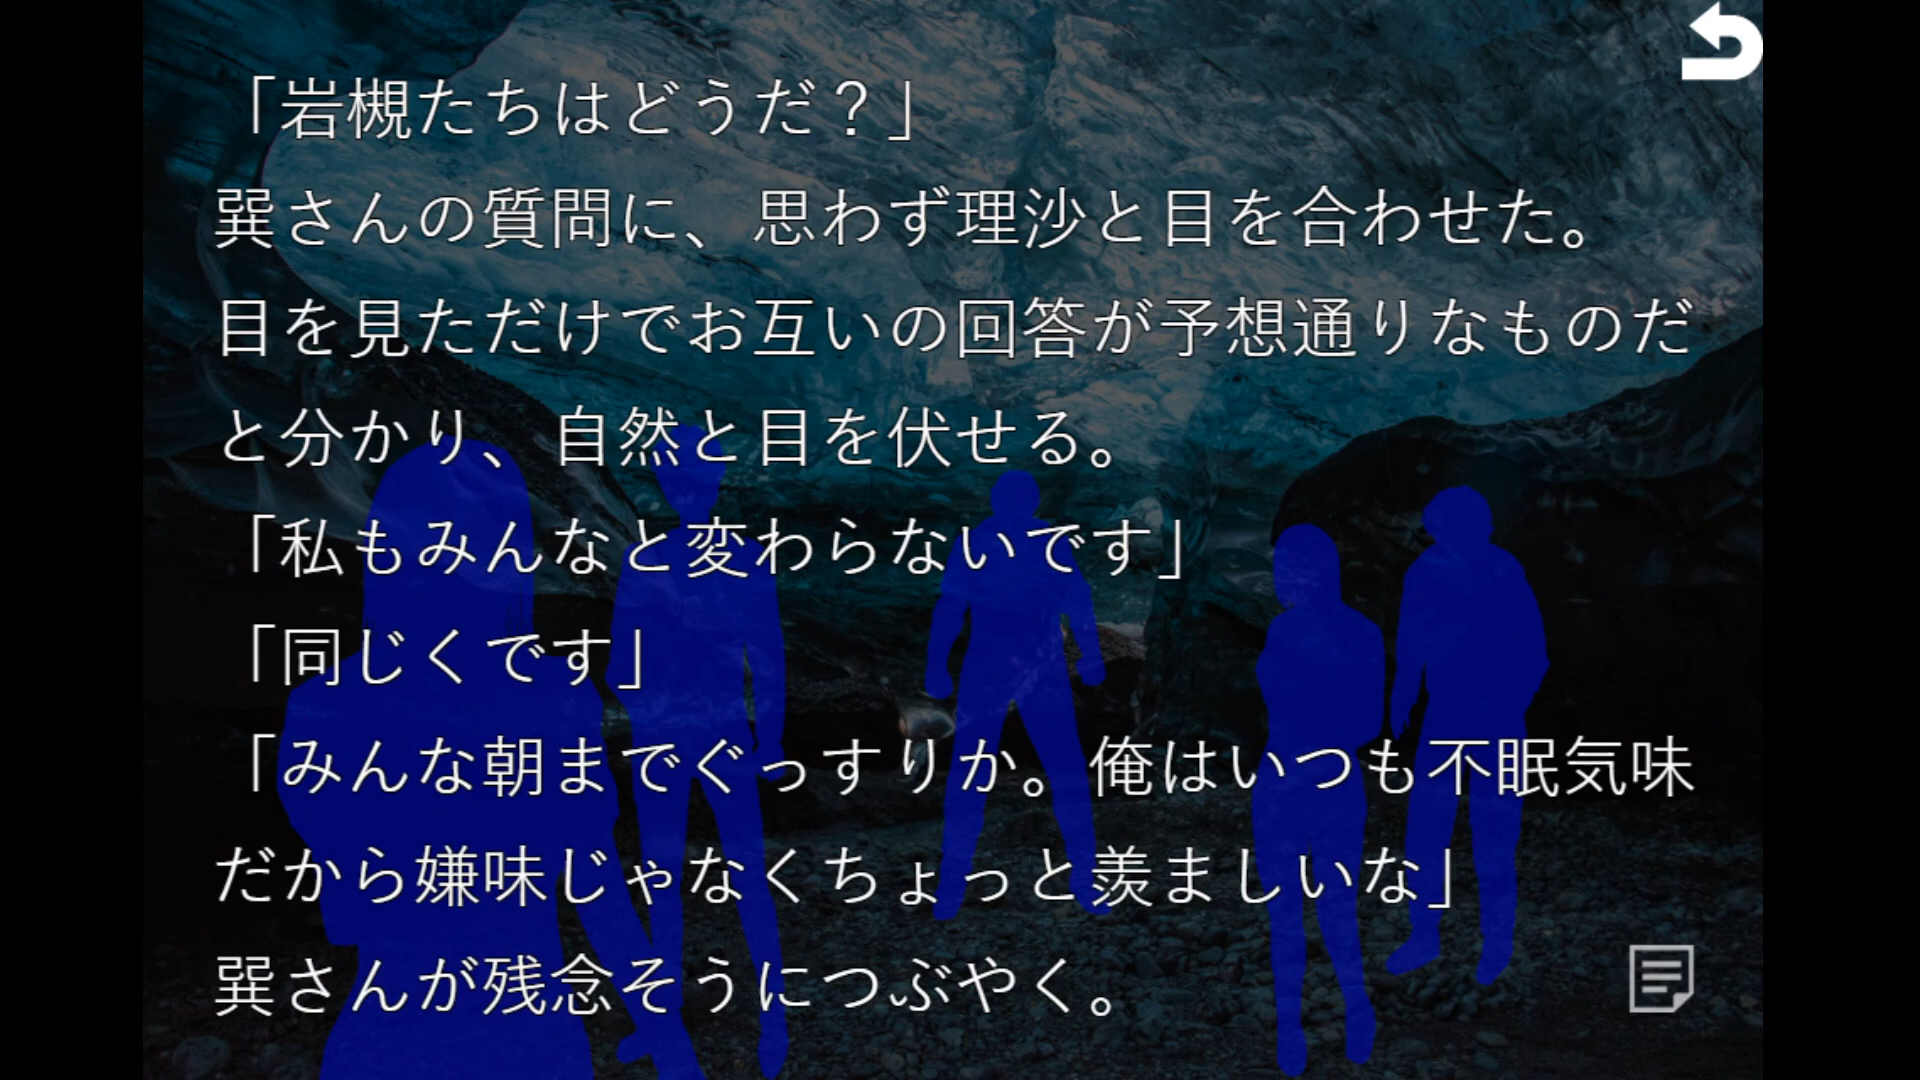 「岩槻たちはどうだ？」
巽さんの質問に、思わず理沙と目を合わせた。
目を見ただけでお互いの回答が予想通りなものだ
と分かり、自然と目を伏せる。
「私もみんなと変わらないです」
「同じくです」
「みんな朝までぐっすりか。俺はいつも不眠気味
だから嫌味じゃなくちょっと羨ましいな」
巽さんが残念そうにつぶやく。